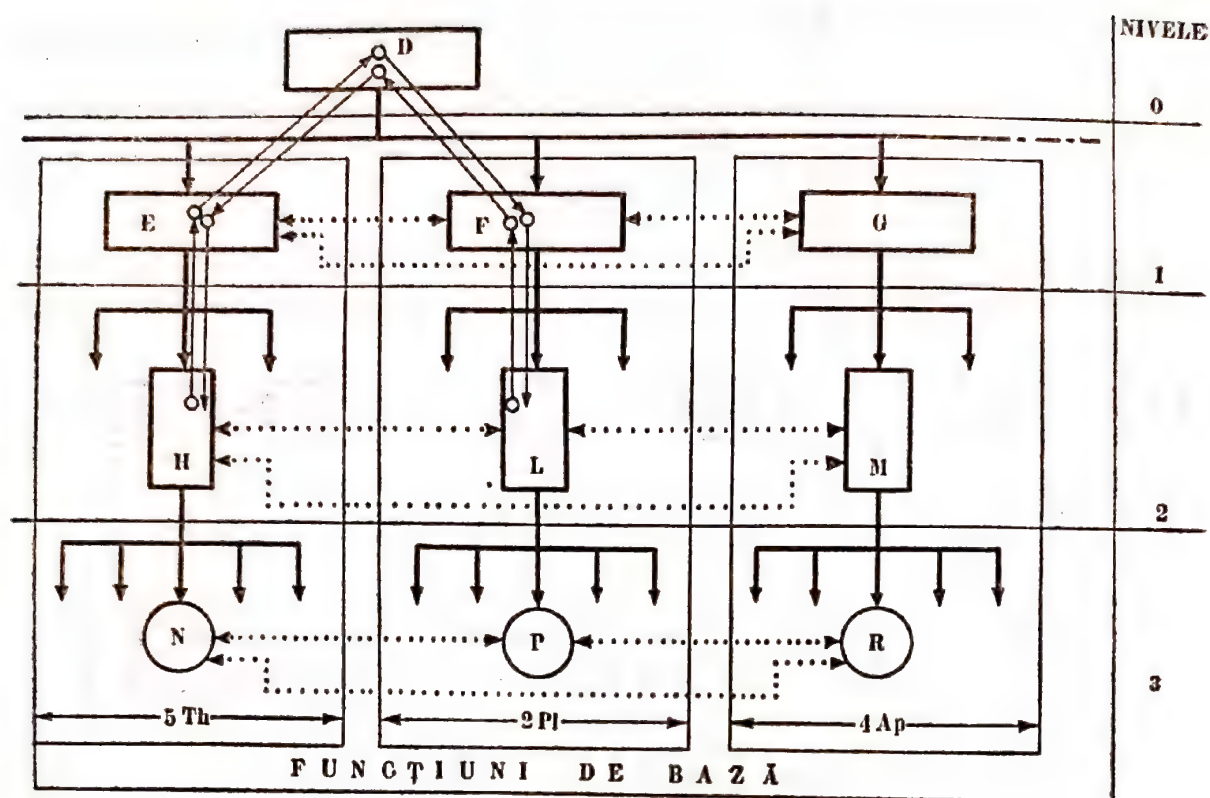 NIVELE
D
0
E F G
1
H L M
2
N P R
3
5 Th 2 Pl 4 Ap
FUNCȚIUNI DE BAZĂ